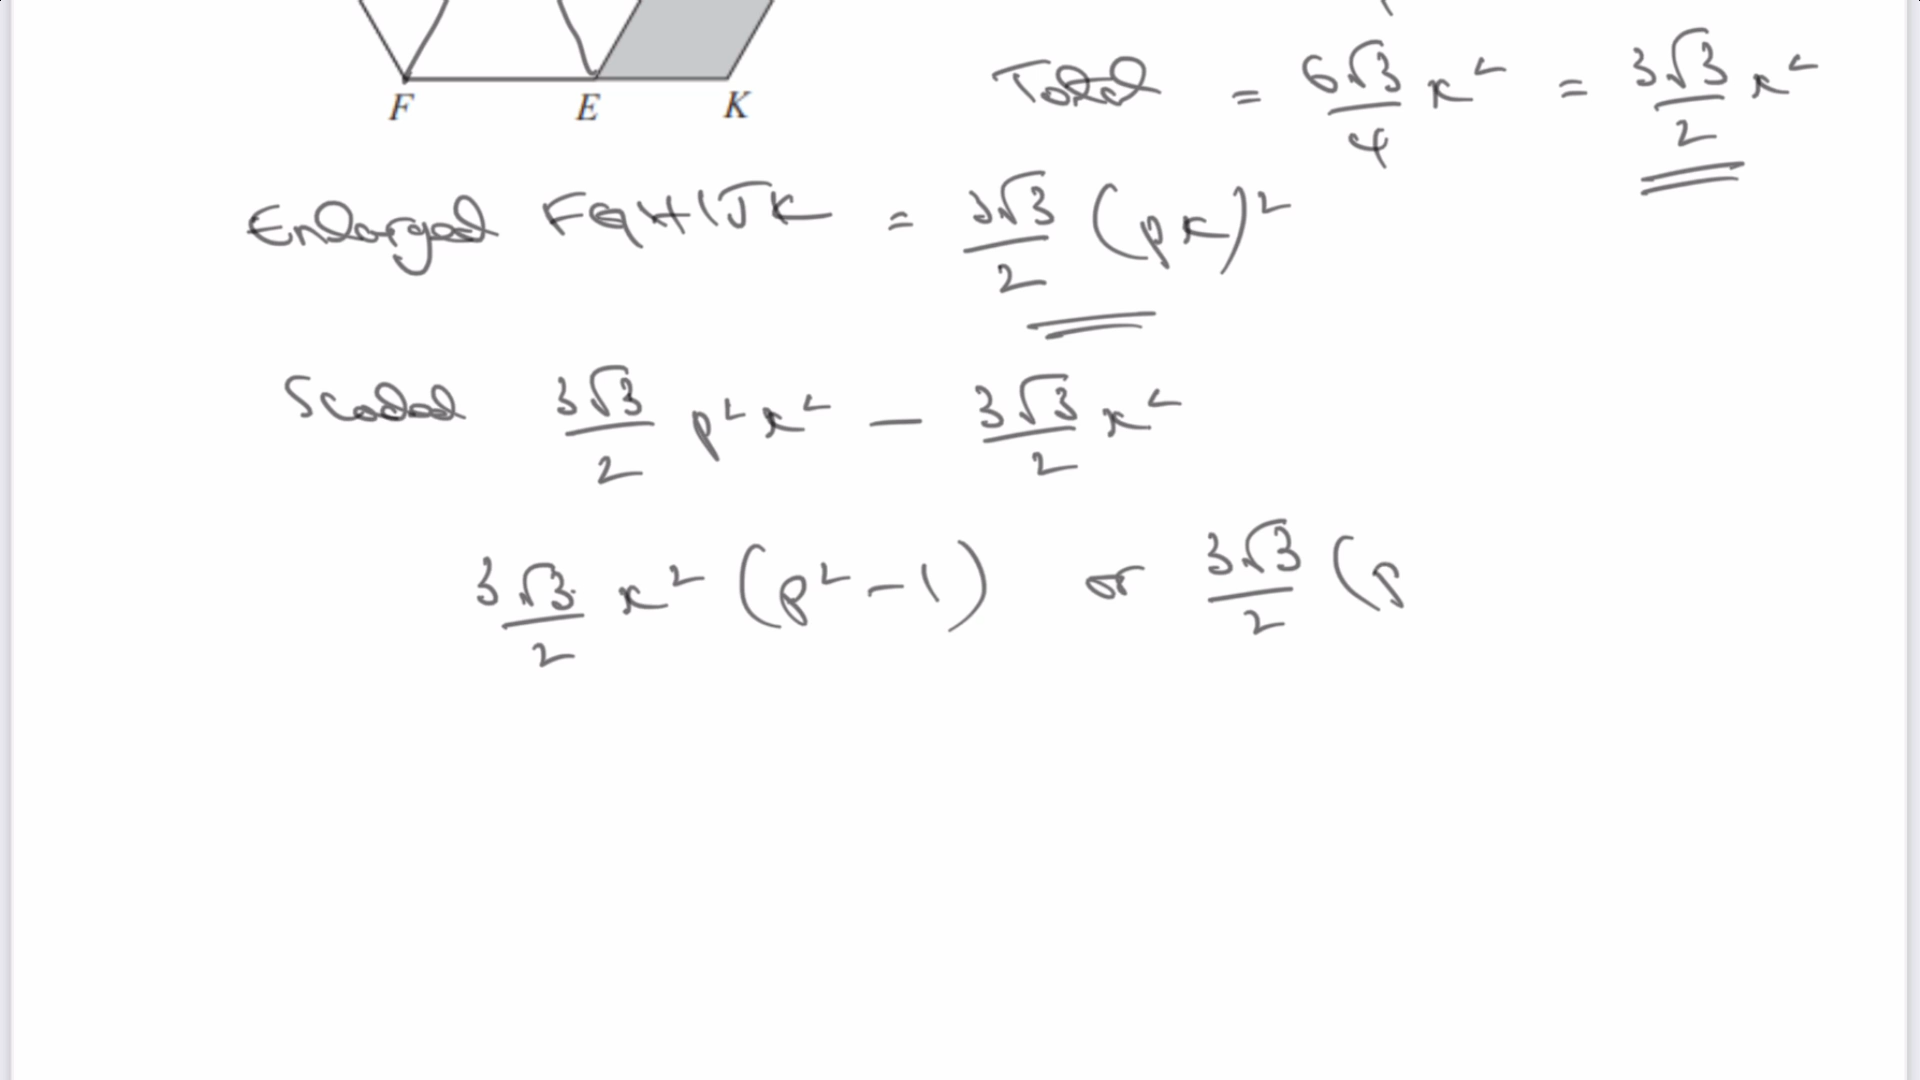 F E K
Total = 6√3/4 x² = 3√3/2 x²
Enlarged FGHIJK = 3√3/2 (px)²
Scaded 3√3/2 p²x² − 3√3/2 x²
3√3/2 x² (p² − 1) or 3√3/2 (p